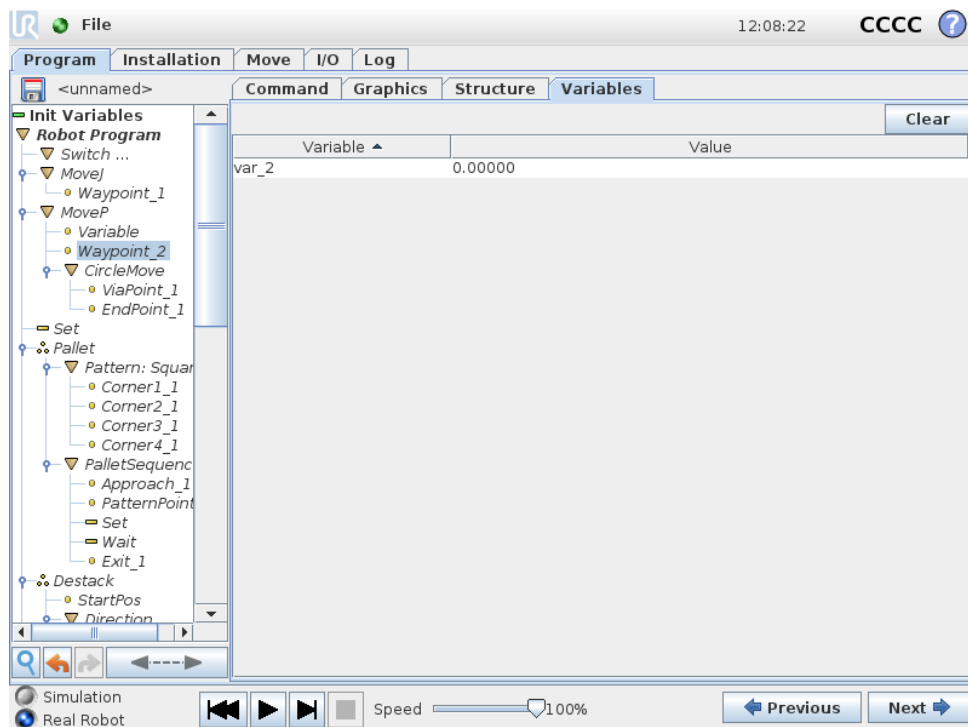 UR File 12:08:22 CCCC ?
Program Installation Move I/O Log
<unnamed> Command Graphics Structure Variables
Init Variables
Clear
Robot Program
Variable Value
Switch ...
var_2 0.00000
MoveJ
Waypoint_1
MoveP
Variable
Waypoint_2
CircleMove
ViaPoint_1
EndPoint_1
Set
Pallet
Pattern: Squar
Corner1_1
Corner2_1
Corner3_1
Corner4_1
PalletSequenc
Approach_1
PatternPoint
Set
Wait
Exit_1
Destack
StartPos
Direction
Simulation
Real Robot
Speed 100% Previous Next